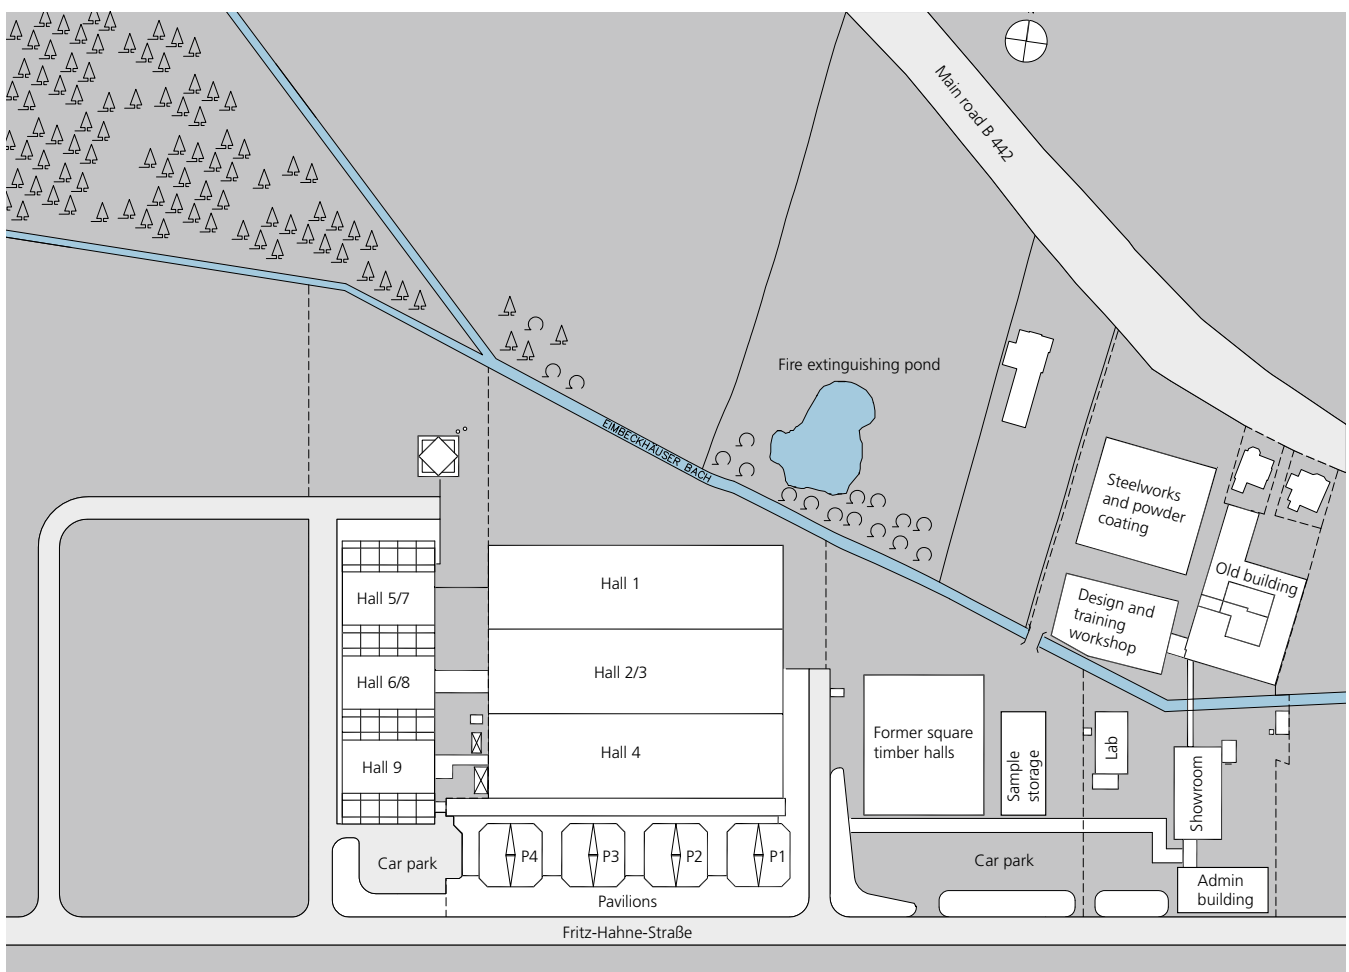 Main road B 442
Fire extinguishing pond
EIMBECKHÄUSER BACH
Steelworks
and powder
coating
Old building
Design and
training
workshop
Hall 1
Hall 5/7
Hall 2/3
Hall 6/8
Hall 4
Hall 9
Former square
timber halls
Sample
storage
Lab
Showroom
P4
P3
P2
P1
Car park
Car park
Admin
building
Pavilions
Fritz-Hahne-Straße